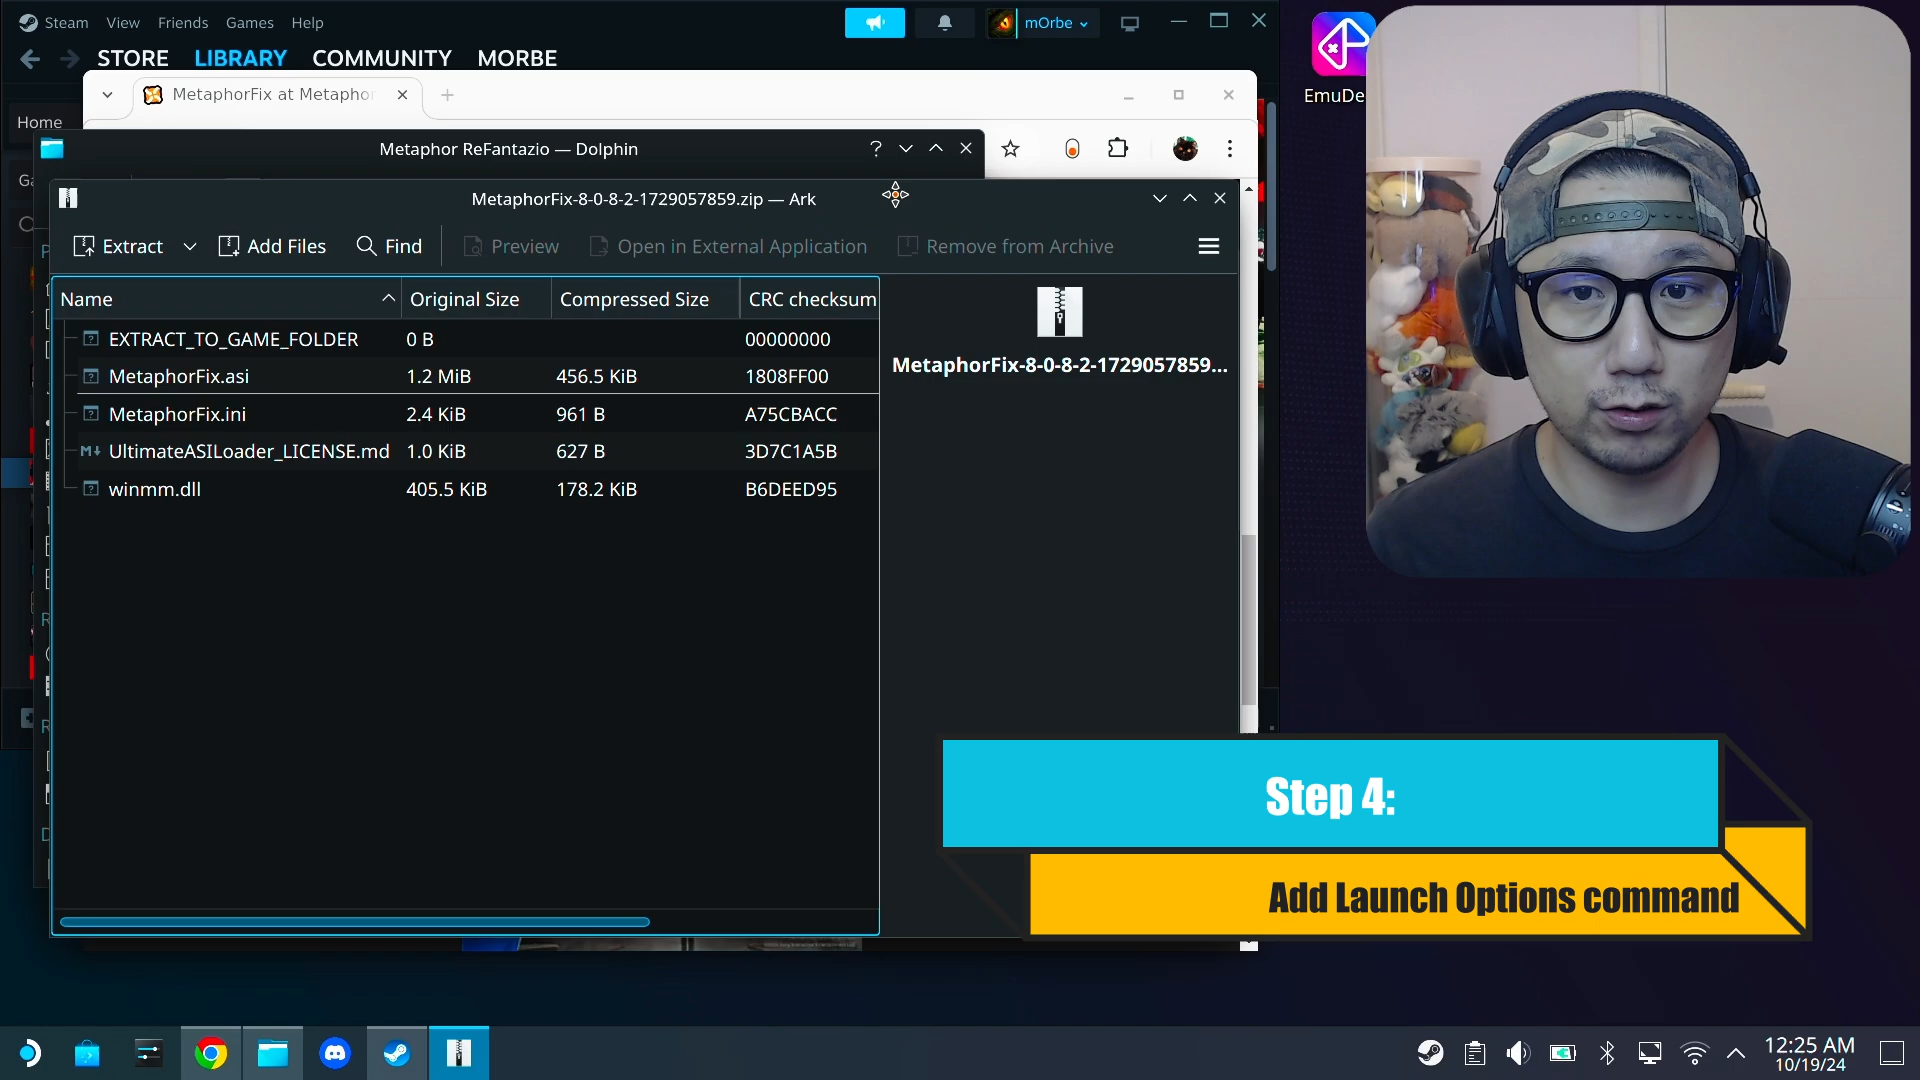 Steam View Friends Games Help
mOrbe
STORE LIBRARY COMMUNITY MORBE
MetaphorFix at Metapho
Home
EmuDe
Metaphor ReFantazio — Dolphin
MetaphorFix-8-0-8-2-1729057859.zip — Ark
Extract Add Files Find Preview Open in External Application Remove from Archive
Name Original Size Compressed Size CRC checksum
EXTRACT_TO_GAME_FOLDER 0 B 00000000
MetaphorFix.asi 1.2 MiB 456.5 KiB 1808FF00
MetaphorFix-8-0-8-2-1729057859...
MetaphorFix.ini 2.4 KiB 961 B A75CBACC
UltimateASILoader_LICENSE.md 1.0 KiB 627 B 3D7C1A5B
winmm.dll 405.5 KiB 178.2 KiB B6DEED95
Step 4:
Add Launch Options command
12:25 AM
10/19/24